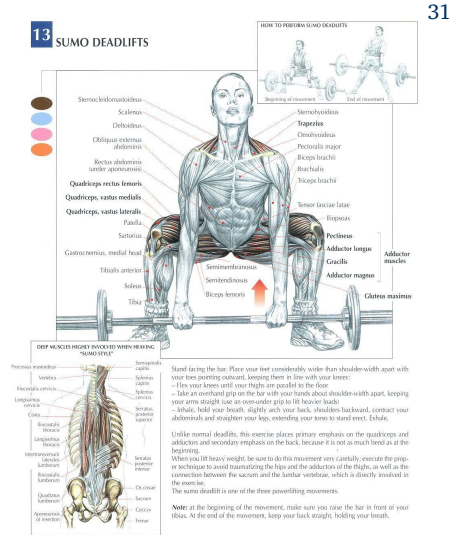 31
13 SUMO DEADLIFTS
HOW TO PERFORM SUMO DEADLIFTS
Beginning of movement
End of movement
Sternocleidomastoideus
Scalenus
Deltoideus
Obliquus externus
abdominis
Rectus abdominis
(under aponeurosis)
Quadriceps rectus femoris
Quadriceps, vastus medialis
Quadriceps, vastus lateralis
Patella
Sartorius
Gastrocnemius, medial head
Tibialis anterior
Soleus
Tibia
Sternohyoideus
Trapezius
Omohyoideus
Pectoralis major
Biceps brachii
Brachialis
Triceps brachii
Tensor fasciae latae
Iliopsoas
Pectineus
Adductor longus
Gracilis
Adductor magnus
Adductor
muscles
Gluteus maximus
Semimembranosus
Semitendinosus
Biceps femoris
DEEP MUSCLES HIGHLY INVOLVED WHEN HEAVING
"SUMO STYLE"
Processus mastoideus
Vertebra
Iliocostalis cervicis
Longissimus
cervicis
Costa
Iliocostalis
thoracis
Longissimus
thoracis
Intertransversarii
laterales
lumborum
Iliocostalis
lumborum
Quadratus
lumborum
Aponeurosis
of insertion
Semispinalis
capitis
Splenius
capitis
Splenius
cervicis
Serratus
posterior
superior
Serratus
posterior
inferior
Os coxae
Sacrum
Coccyx
Femur
Stand facing the bar. Place your feet considerably wider than shoulder-width apart with
your toes pointing outward, keeping them in line with your knees:
– Flex your knees until your thighs are parallel to the floor
– Take an overhand grip on the bar with your hands about shoulder-width apart, keeping
your arms straight (use an over-under grip to lift heavier loads)
– Inhale, hold your breath, slightly arch your back, shoulders backward, contract your
abdominals and straighten your legs, extending your torso to stand erect. Exhale.
Unlike normal deadlifts, this exercise places primary emphasis on the quadriceps and
adductors and secondary emphasis on the back, because it is not as much bend as at the
beginning.
When you lift heavy weight, be sure to do this movement very carefully; execute the prop-
er technique to avoid traumatizing the hips and the adductors of the thighs, as well as the
connection between the sacrum and the lumbar vertebrae, which is directly involved in
the exercise.
The sumo deadlift is one of the three powerlifting movements.
Note: at the beginning of the movement, make sure you raise the bar in front of your
tibias. At the end of the movement, keep your back straight, holding your breath.